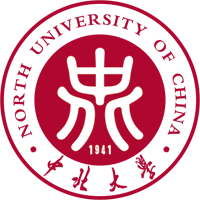 · NORTH UNIVERSITY OF CHINA ·
1941
中北大学